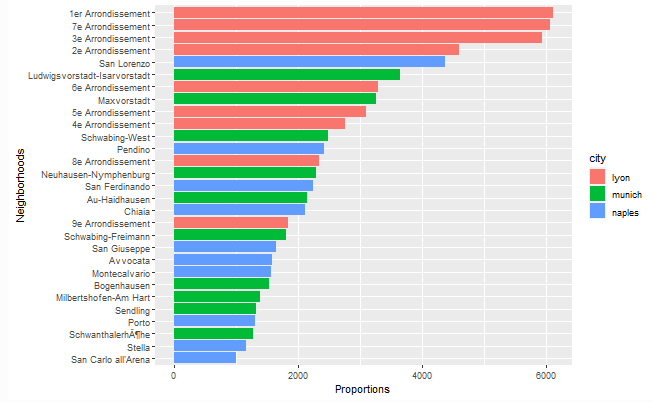 1er Arrondissement
7e Arrondissement
3e Arrondissement
2e Arrondissement
San Lorenzo
Ludwigsvorstadt-Isarvorstadt
6e Arrondissement
Maxvorstadt
5e Arrondissement
4e Arrondissement
Schwabing-West
Pendino
8e Arrondissement
Neuhausen-Nymphenburg
San Ferdinando
Au-Haidhausen
Chiaia
9e Arrondissement
Schwabing-Freimann
San Giuseppe
Avvocata
Montecalvario
Bogenhausen
Milbertshofen-Am Hart
Sendling
Porto
SchwanthalerhÃ¶he
Stella
San Carlo all'Arena
Neighborhoods
0 2000 4000 6000
Proportions
city
lyon
munich
naples